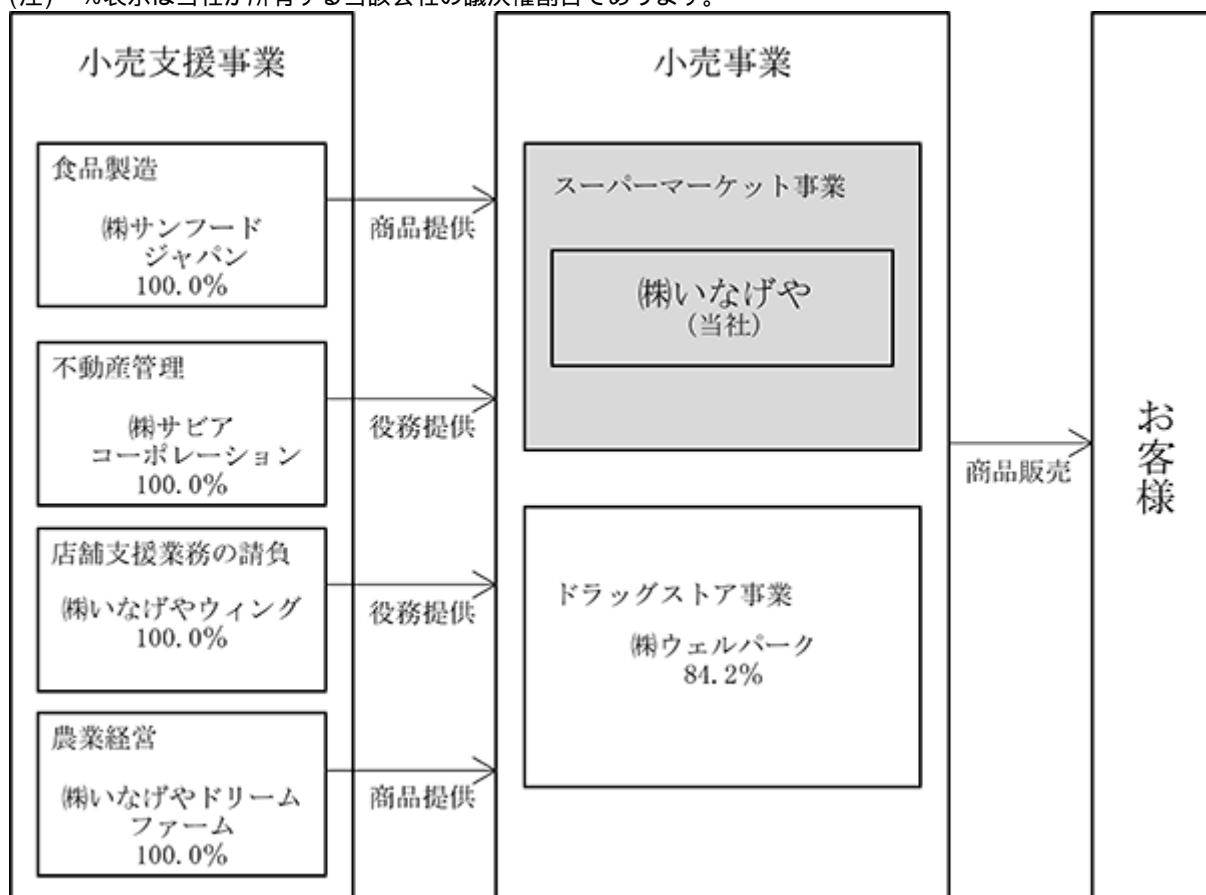 (注) %表示は当社が所有する当該会社の議決権割合であります。
小売支援事業
食品製造
㈱サンフード
ジャパン
100.0%
商品提供
不動産管理
㈱サビア
コーポレーション
100.0%
役務提供
店舗支援業務の請負
㈱いなげやウィング
100.0%
役務提供
農業経営
㈱いなげやドリーム
ファーム
100.0%
商品提供
小売事業
スーパーマーケット事業
㈱いなげや
(当社)
ドラッグストア事業
㈱ウェルパーク
84.2%
商品販売
お客様